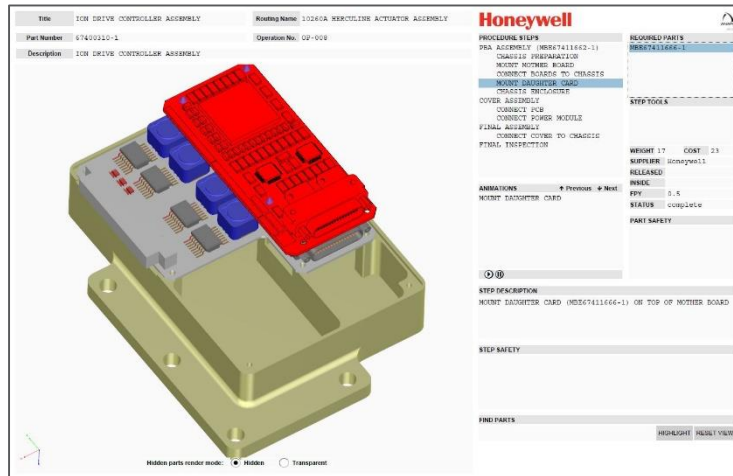 Title ION DRIVE CONTROLLER ASSEMBLY Routing Name 10260A HERCULINE ACTUATOR ASSEMBLY
Part Number 67400310-1 Operation No. OP-008
Description ION DRIVE CONTROLLER ASSEMBLY
Hidden parts render mode: Hidden Transparent
Honeywell
PROCEDURE STEPS
PBA ASSEMBLY (MBE67411662-1)
CHASSIS PREPARATION
MOUNT MOTHER BOARD
CONNECT BOARDS TO CHASSIS
MOUNT DAUGHTER CARD
CHASSIS ENCLOSURE
COVER ASSEMBLY
CONNECT PCB
CONNECT POWER MODULE
FINAL ASSEMBLY
CONNECT COVER TO CHASSIS
FINAL INSPECTION
REQUIRED PARTS
MBE67411666-1
STEP TOOLS
WEIGHT 17 COST 23
SUPPLIER Honeywell
RELEASED
INSIDE
FPY 0.5
STATUS complete
PART SAFETY
ANIMATIONS Previous Next
MOUNT DAUGHTER CARD
STEP DESCRIPTION
MOUNT DAUGHTER CARD (MBE67411666-1) ON TOP OF MOTHER BOARD
STEP SAFETY
FIND PARTS
HIGHLIGHT RESET VIEW